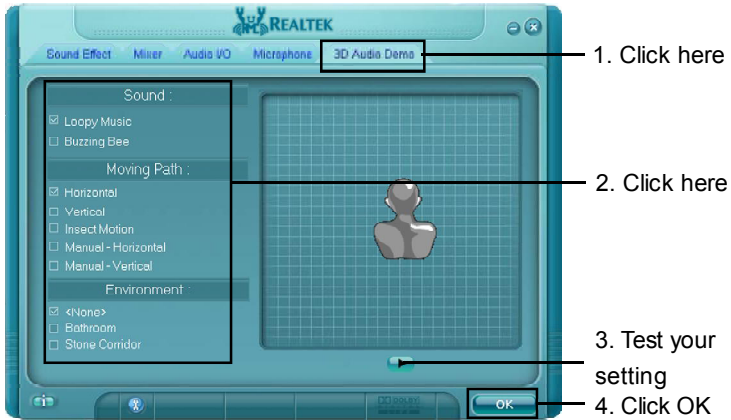 REALTEK
Sound Effect Mixer Audio I/O Microphone 3D Audio Demo
1. Click here
Sound :
Loopy Music
Buzzing Bee
Moving Path :
Horizontal
Vertical
Insect Motion
Manual - Horizontal
Manual - Vertical
2. Click here
Environment :
<None>
Bathroom
Stone Corridor
3. Test your
setting
OK
4. Click OK